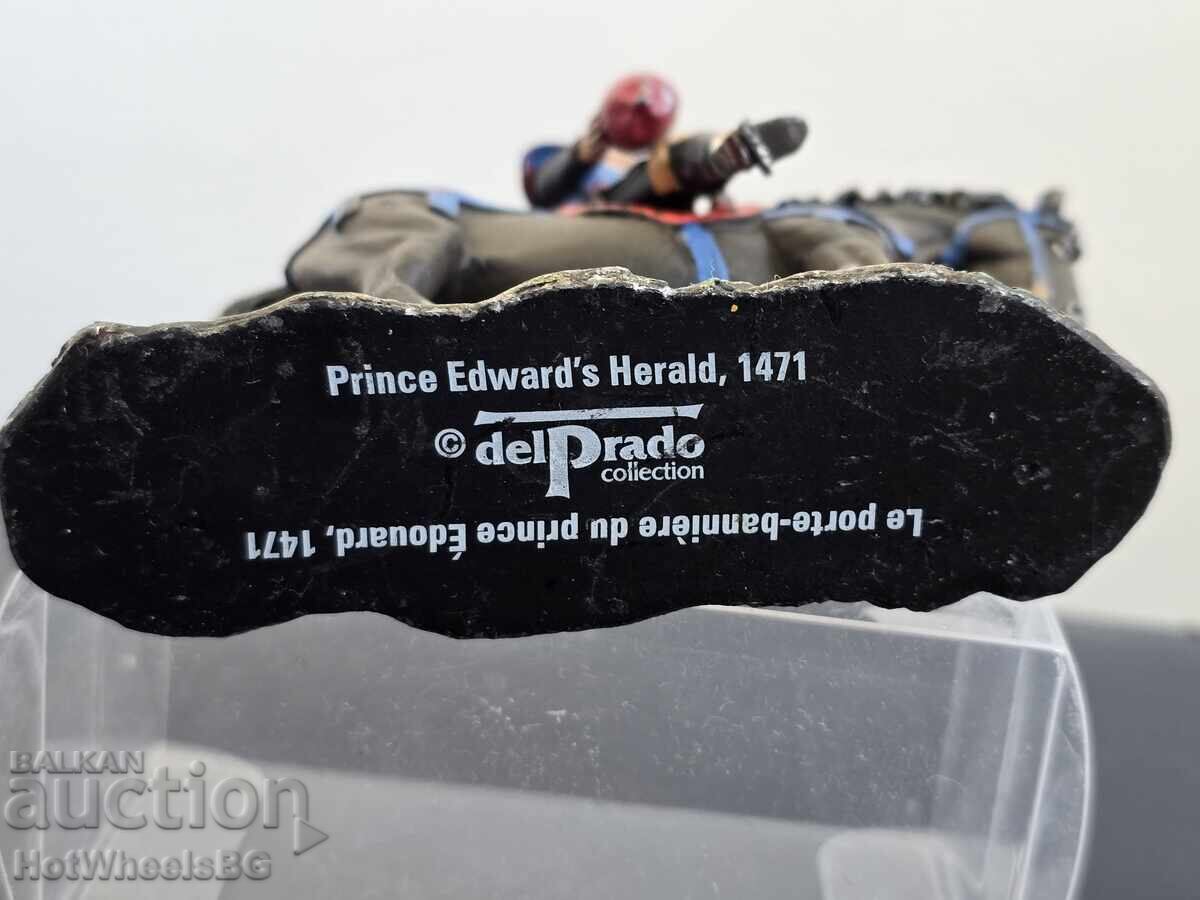 Prince Edward's Herald, 1471
© delPrado
collection
Le porte-bannière du prince Édouard, 1471
BALKAN
auction
HotWheelsBG